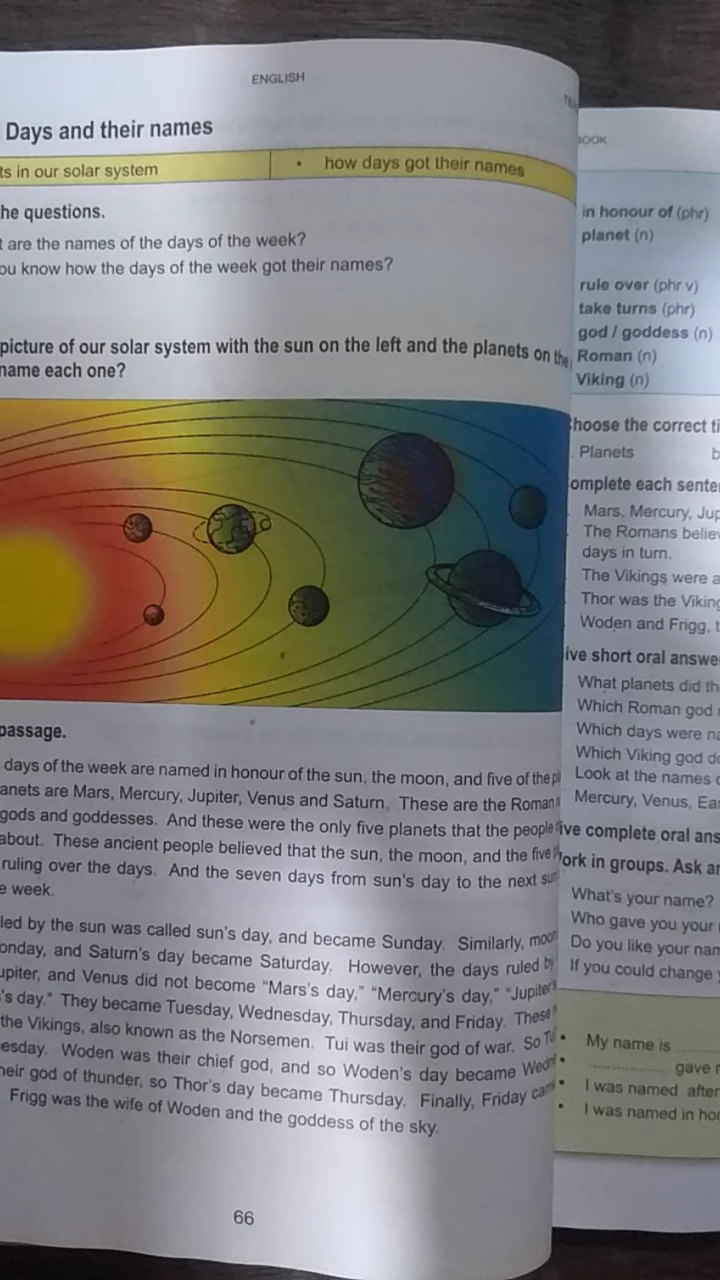 ENGLISH
Days and their names
ts in our solar system
• how days got their names
he questions.
t are the names of the days of the week?
ou know how the days of the week got their names?
picture of our solar system with the sun on the left and the planets on the
name each one?
passage.
days of the week are named in honour of the sun, the moon, and five of the
anets are Mars, Mercury, Jupiter, Venus and Saturn. These are the Roman
gods and goddesses. And these were the only five planets that the people
about. These ancient people believed that the sun, the moon, and the five
ruling over the days. And the seven days from sun's day to the next sun
e week.
led by the sun was called sun's day, and became Sunday. Similarly, moon
onday, and Saturn's day became Saturday. However, the days ruled by
upiter, and Venus did not become "Mars's day," "Mercury's day," "Jupiter's
's day." They became Tuesday, Wednesday, Thursday, and Friday. These
the Vikings, also known as the Norsemen. Tui was their god of war. So Tui
esday. Woden was their chief god, and so Woden's day became Wedn
heir god of thunder, so Thor's day became Thursday. Finally, Friday cam
Frigg was the wife of Woden and the goddess of the sky.
66
OOK
in honour of (phr)
planet (n)
rule over (phr v)
take turns (phr)
god / goddess (n)
Roman (n)
Viking (n)
hoose the correct ti
Planets b
omplete each sente
Mars, Mercury, Jup
The Romans believ
days in turn.
The Vikings were a
Thor was the Viking
Woden and Frigg, t
ive short oral answe
What planets did th
Which Roman god
Which days were na
Which Viking god do
Look at the names
Mercury, Venus, Ea
ive complete oral ans
ork in groups. Ask an
What's your name?
Who gave you your
Do you like your nam
If you could change y
• My name is ..........
• ................. gave
• I was named after
• I was named in hon